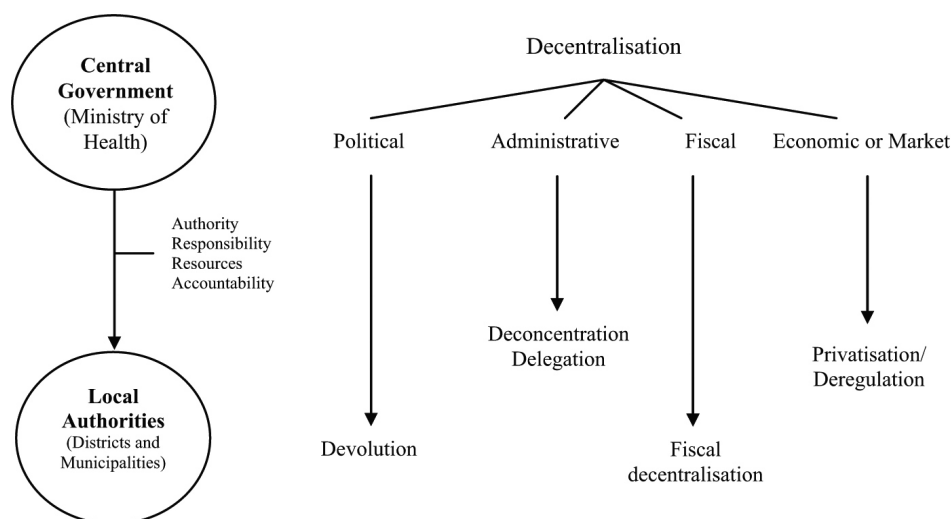 Central
Government
(Ministry of
Health)
Authority
Responsibility
Resources
Accountability
Local
Authorities
(Districts and
Municipalities)
Decentralisation
Political
Administrative
Fiscal
Economic or Market
Deconcentration
Delegation
Privatisation/
Deregulation
Devolution
Fiscal
decentralisation